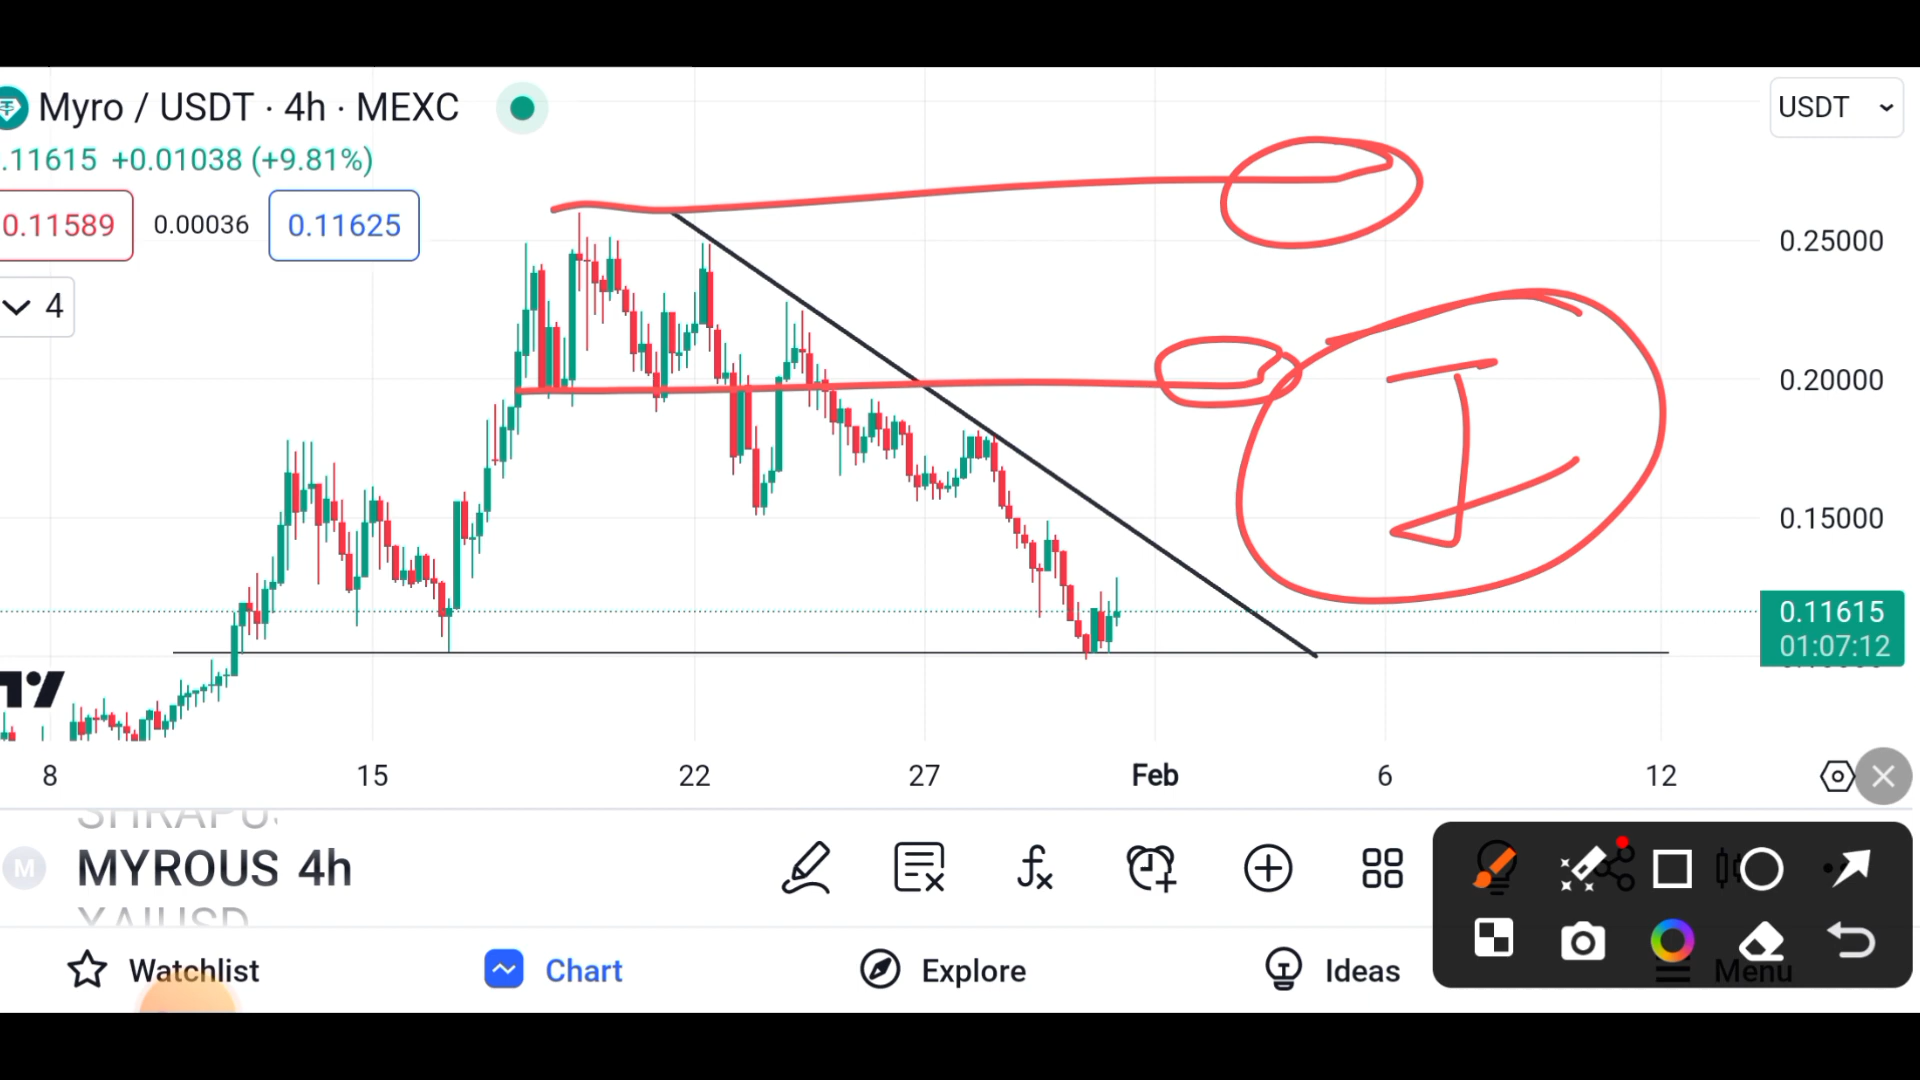 Myro / USDT · 4h · MEXC
.11615 +0.01038 (+9.81%)
0.11589 0.00036 0.11625
4
USDT
0.25000
0.20000
0.15000
0.11615
01:07:12
I
8 15 22 27 Feb 6 12
M MYROUS 4h
Watchlist Chart Explore Ideas Menu